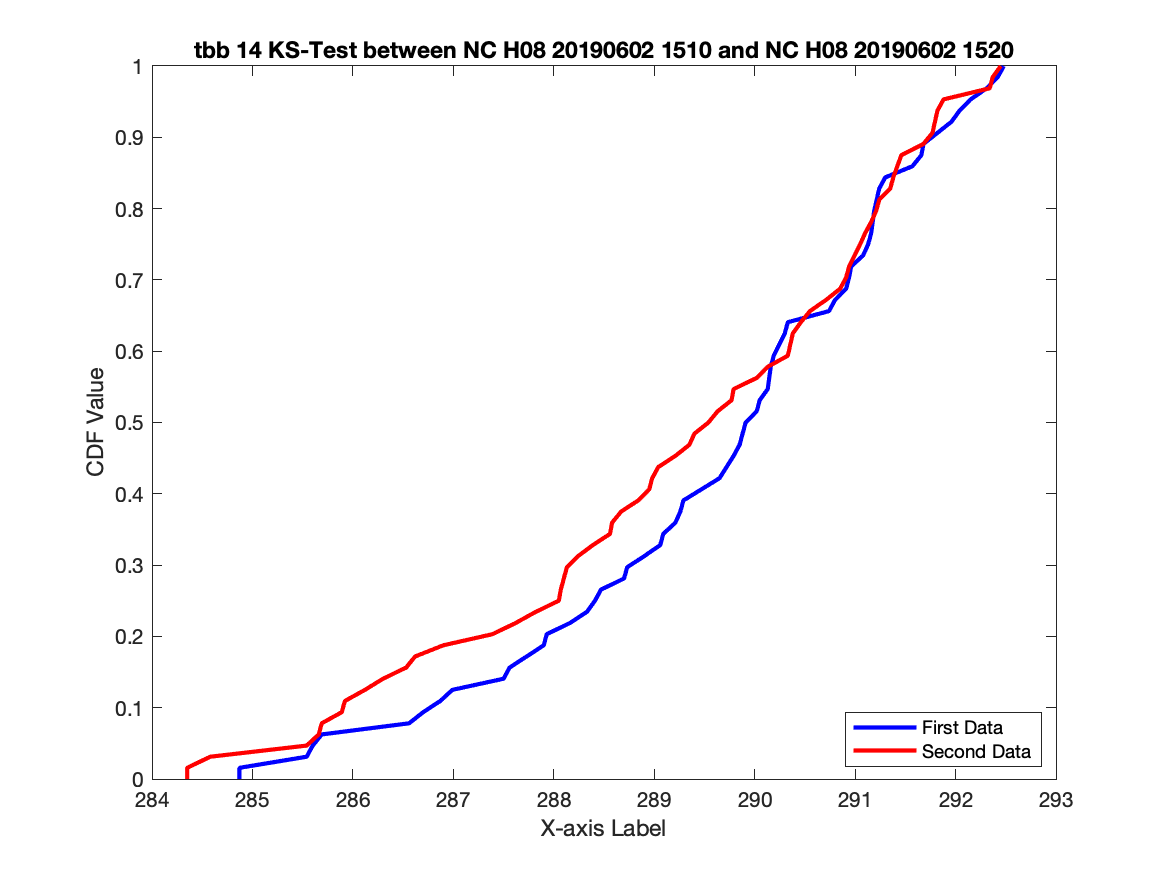 tbb 14 KS-Test between NC H08 20190602 1510 and NC H08 20190602 1520
1
0.9
0.8
0.7
0.6
0.5
0.4
0.3
0.2
0.1
0
CDF Value
First Data
Second Data
284 285 286 287 288 289 290 291 292 293
X-axis Label